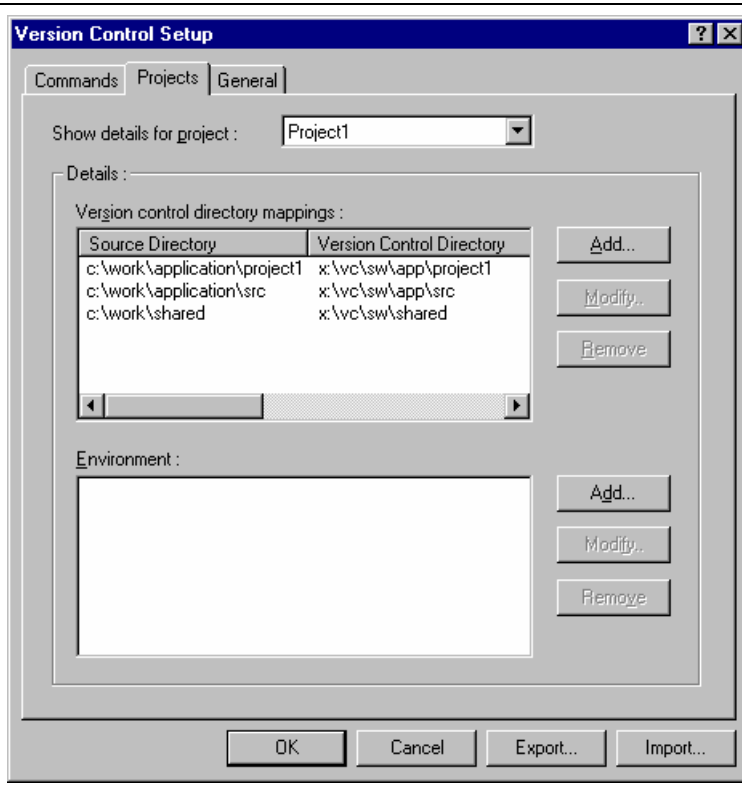 Version Control Setup
Commands Projects General
Show details for project : Project1
Details :
Version control directory mappings :
Source Directory Version Control Directory Add...
c:\work\application\project1 x:\vc\sw\app\project1
c:\work\application\src x:\vc\sw\app\src Modify..
c:\work\shared x:\vc\sw\shared
Remove
Environment :
Add...
Modify..
Remove
OK Cancel Export... Import...